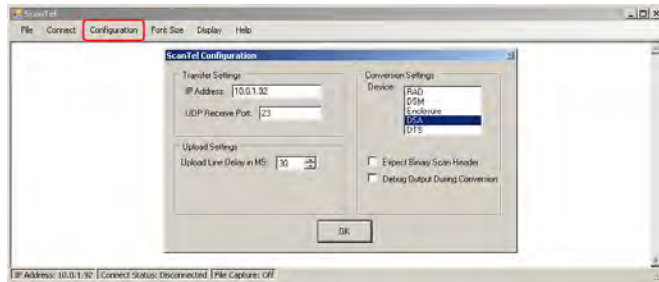 ScanTel
File Connect Configuration Font Size Display Help
ScanTel Configuration
Transfer Settings
IP Address: 10.0.1.92
UDP Receive Port: 23
Upload Settings
Upload Line Delay in MS: 30
Conversion Settings
Device:
RAD
DSM
Enclosure
DSA
DTS
Expect Binary Scan Header
Debug Output During Conversion
OK
IP Address: 10.0.1.92 Connect Status: Disconnected File Capture: Off